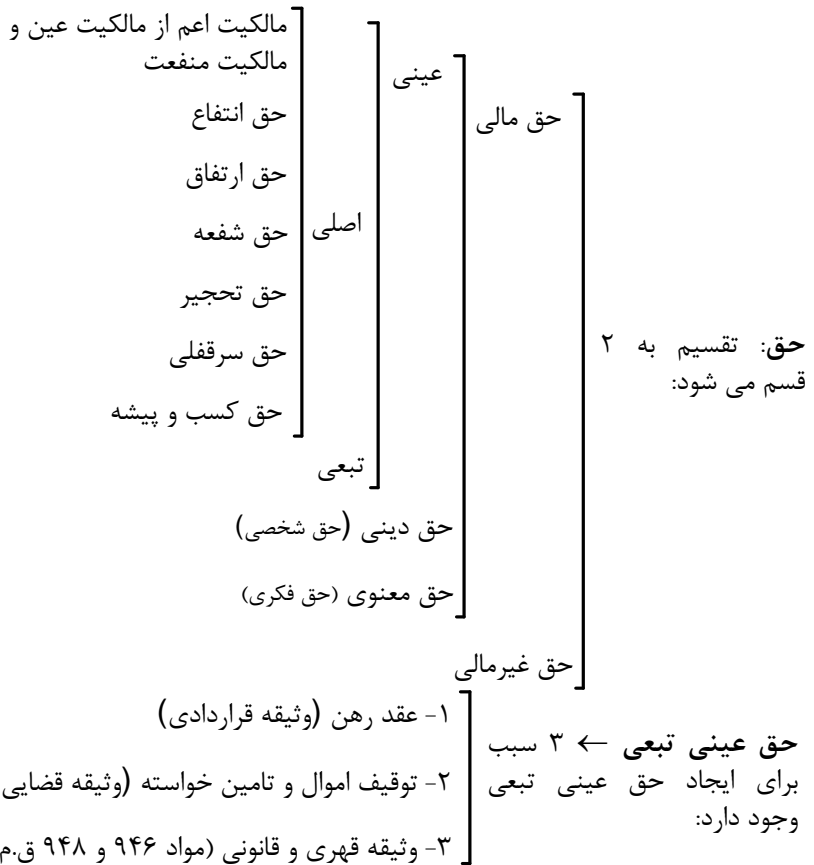 حق: تقسیم به ۲
قسم می شود:
حق مالی
عینی
اصلی
مالکیت اعم از مالکیت عین و
مالکیت منفعت
حق انتفاع
حق ارتفاق
حق شفعه
حق تحجیر
حق سرقفلی
حق کسب و پیشه
تبعی
حق دینی (حق شخصی)
حق معنوی (حق فکری)
حق غیرمالی
حق عینی تبعی ← ۳ سبب
برای ایجاد حق عینی تبعی
وجود دارد:
۱- عقد رهن (وثیقه قراردادی)
۲- توقیف اموال و تامین خواسته (وثیقه قضایی
۳- وثیقه قهری و قانونی (مواد ۹۴۶ و ۹۴۸ ق.م